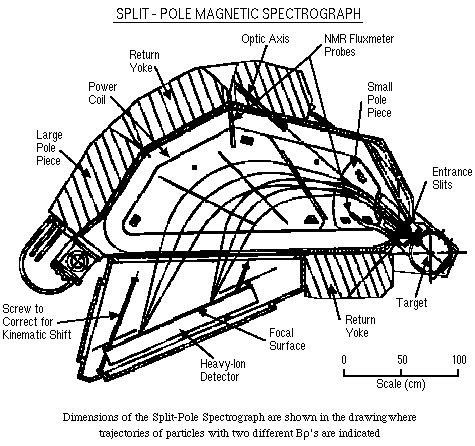 SPLIT - POLE MAGNETIC SPECTROGRAPH
Optic Axis
NMR Fluxmeter
Probes
Return
Yoke
Power
Coil
Small
Pole
Piece
Large
Pole
Piece
Entrance
Slits
Target
Screw to
Correct for
Kinematic Shift
Return
Yoke
Focal
Surface
Heavy-Ion
Detector
0 50 100
Scale (cm)
Dimensions of the Split-Pole Spectrograph are shown in the drawingwhere
trajectories of particles with two different Bρ's are indicated